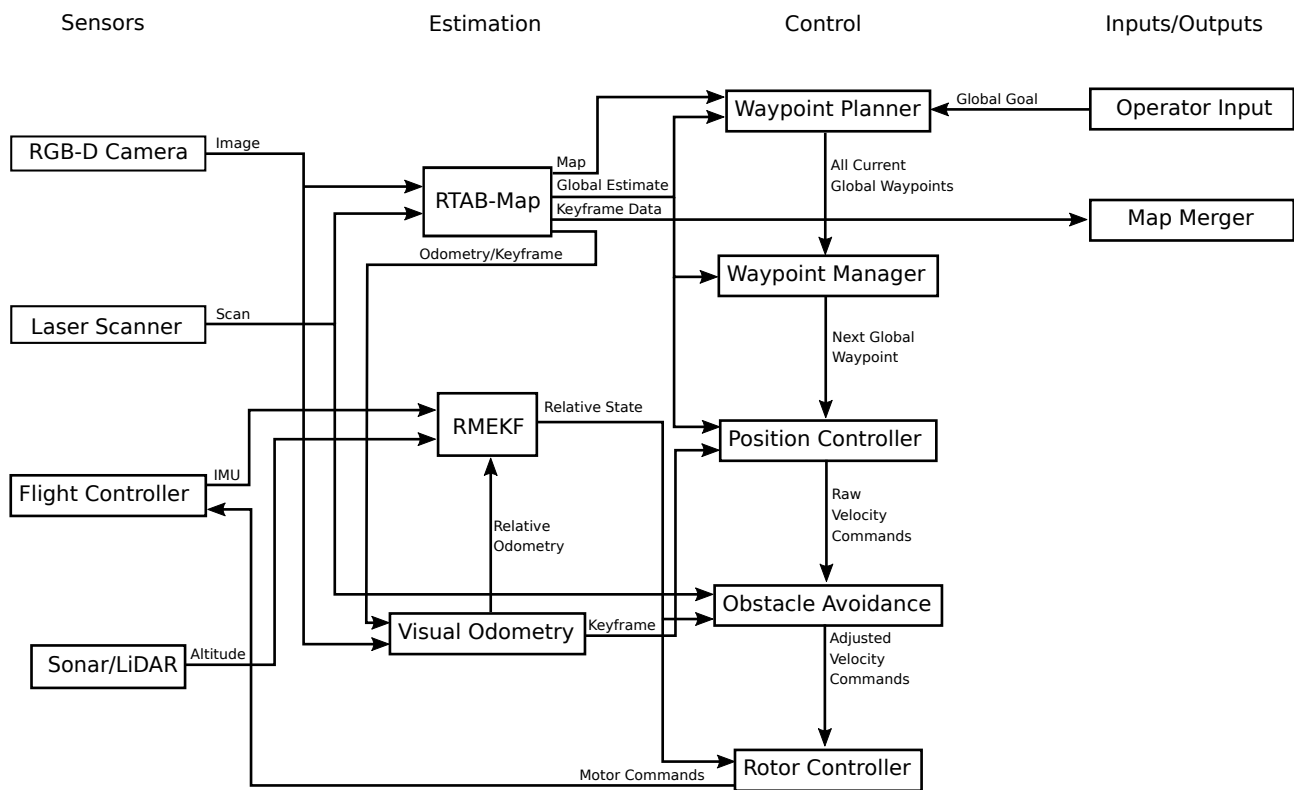 Sensors
Estimation
Control
Inputs/Outputs
Waypoint Planner
Global Goal
Operator Input
RGB-D Camera
Image
Map
All Current
Global Waypoints
RTAB-Map
Global Estimate
Keyframe Data
Map Merger
Odometry/Keyframe
Waypoint Manager
Laser Scanner
Scan
Next Global
Waypoint
RMEKF
Relative State
Position Controller
Flight Controller
IMU
Raw
Velocity
Commands
Relative
Odometry
Obstacle Avoidance
Visual Odometry
Keyframe
Sonar/LiDAR
Altitude
Adjusted
Velocity
Commands
Motor Commands
Rotor Controller